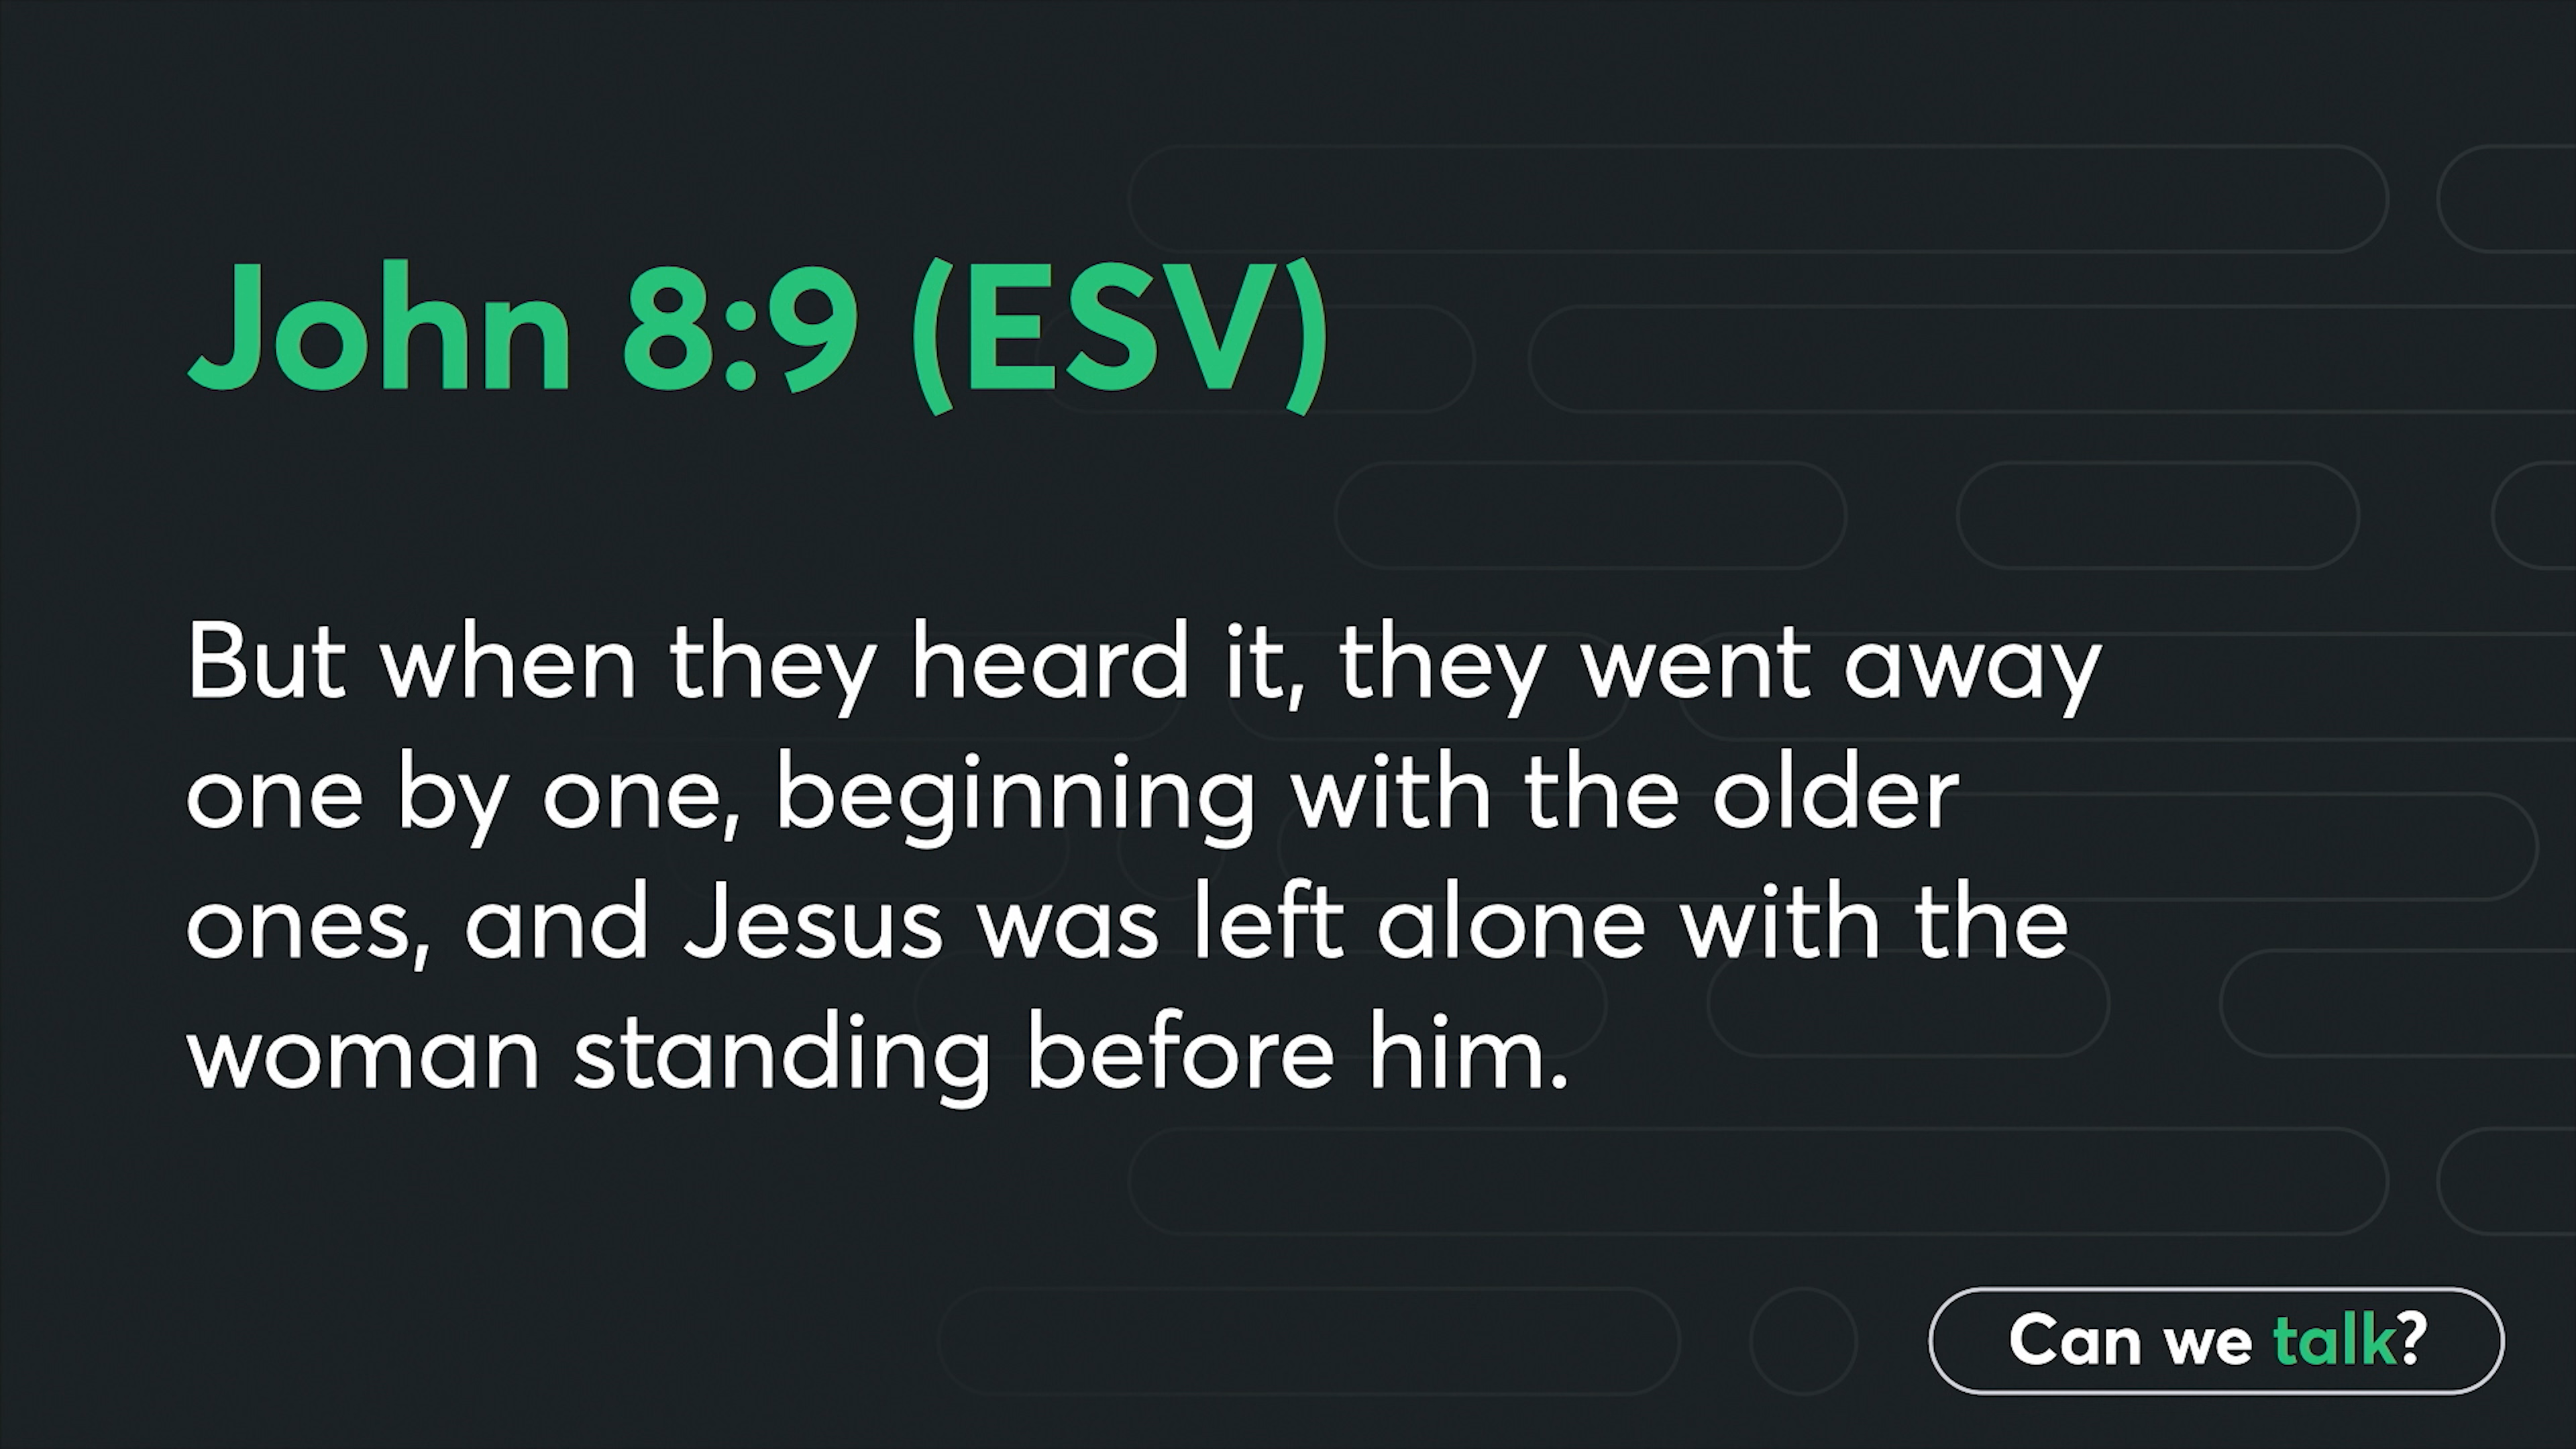 John 8:9 (ESV)
But when they heard it, they went away
one by one, beginning with the older
ones, and Jesus was left alone with the
woman standing before him.
Can we talk?